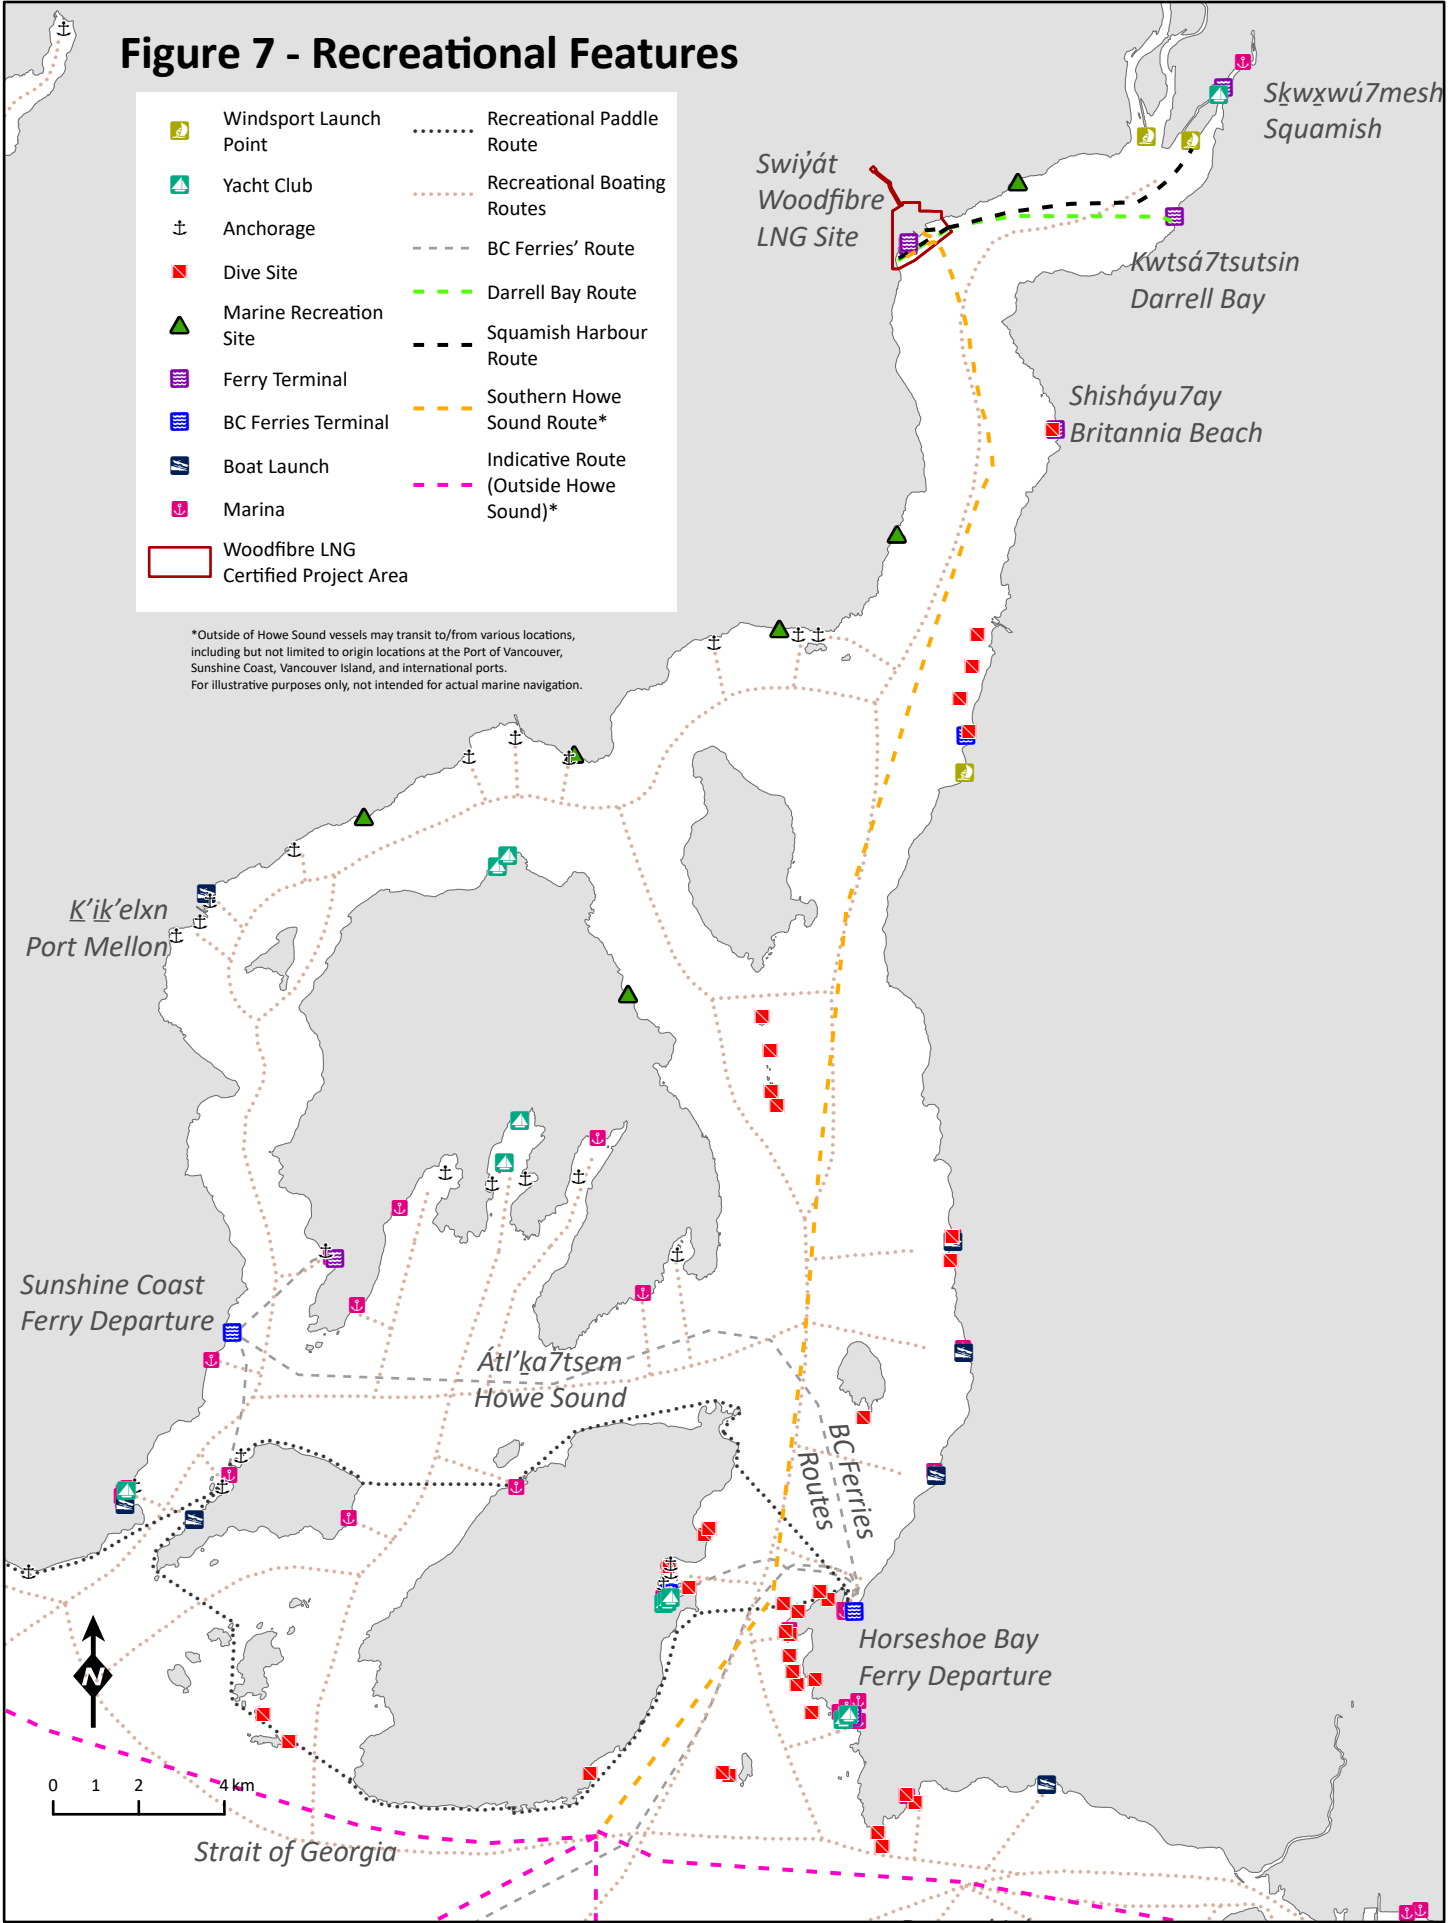 Figure 7 - Recreational Features
Windsport Launch
Point
Yacht Club
Anchorage
Dive Site
Marine Recreation
Site
Ferry Terminal
BC Ferries Terminal
Boat Launch
Marina
Woodfibre LNG
Certified Project Area
Recreational Paddle
Route
Recreational Boating
Routes
BC Ferries’ Route
Darrell Bay Route
Squamish Harbour
Route
Southern Howe
Sound Route*
Indicative Route
(Outside Howe
Sound)*
*Outside of Howe Sound vessels may transit to/from various locations,
including but not limited to origin locations at the Port of Vancouver,
Sunshine Coast, Vancouver Island, and international ports.
For illustrative purposes only, not intended for actual marine navigation.
Sḵwx̱wú7mesh
Squamish
Swiy̓át
Woodfibre
LNG Site
Kwtsá7tsutsin
Darrell Bay
Shisháyu7ay
Britannia Beach
Ḵ’iḵ’elxn
Port Mellon
Sunshine Coast
Ferry Departure
Átl’ḵa7tsem
Howe Sound
BC Ferries
Routes
Horseshoe Bay
Ferry Departure
N
0 1 2 4 km
Strait of Georgia